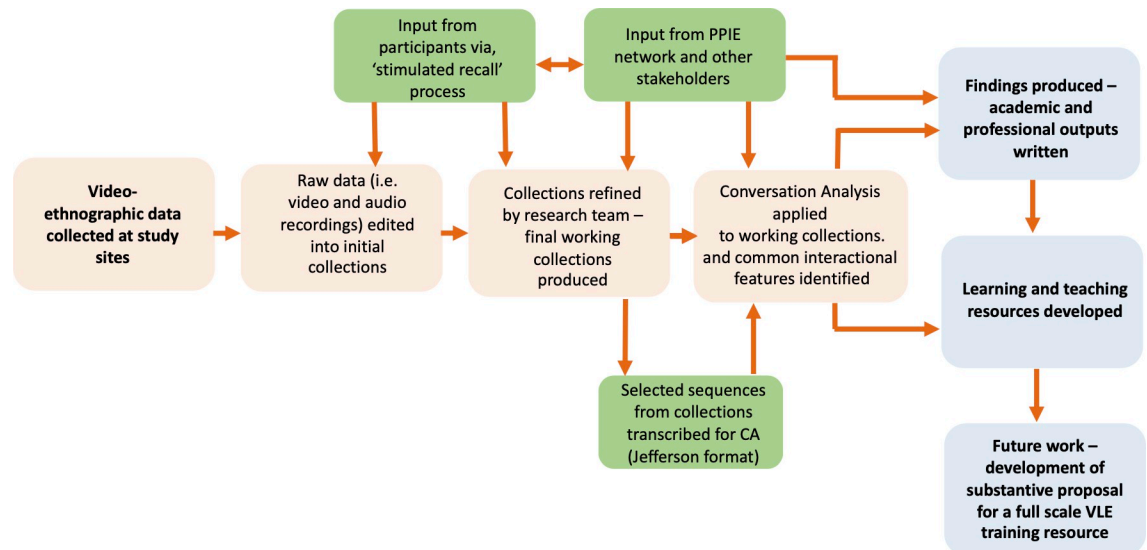 Input from
participants via,
‘stimulated recall’
process
Input from PPIE
network and other
stakeholders
Findings produced –
academic and
professional outputs
written
Video-
ethnographic data
collected at study
sites
Raw data (i.e.
video and audio
recordings) edited
into initial
collections
Collections refined
by research team –
final working
collections
produced
Conversation Analysis
applied
to working collections.
and common interactional
features identified
Learning and teaching
resources developed
Selected sequences
from collections
transcribed for CA
(Jefferson format)
Future work –
development of
substantive proposal
for a full scale VLE
training resource